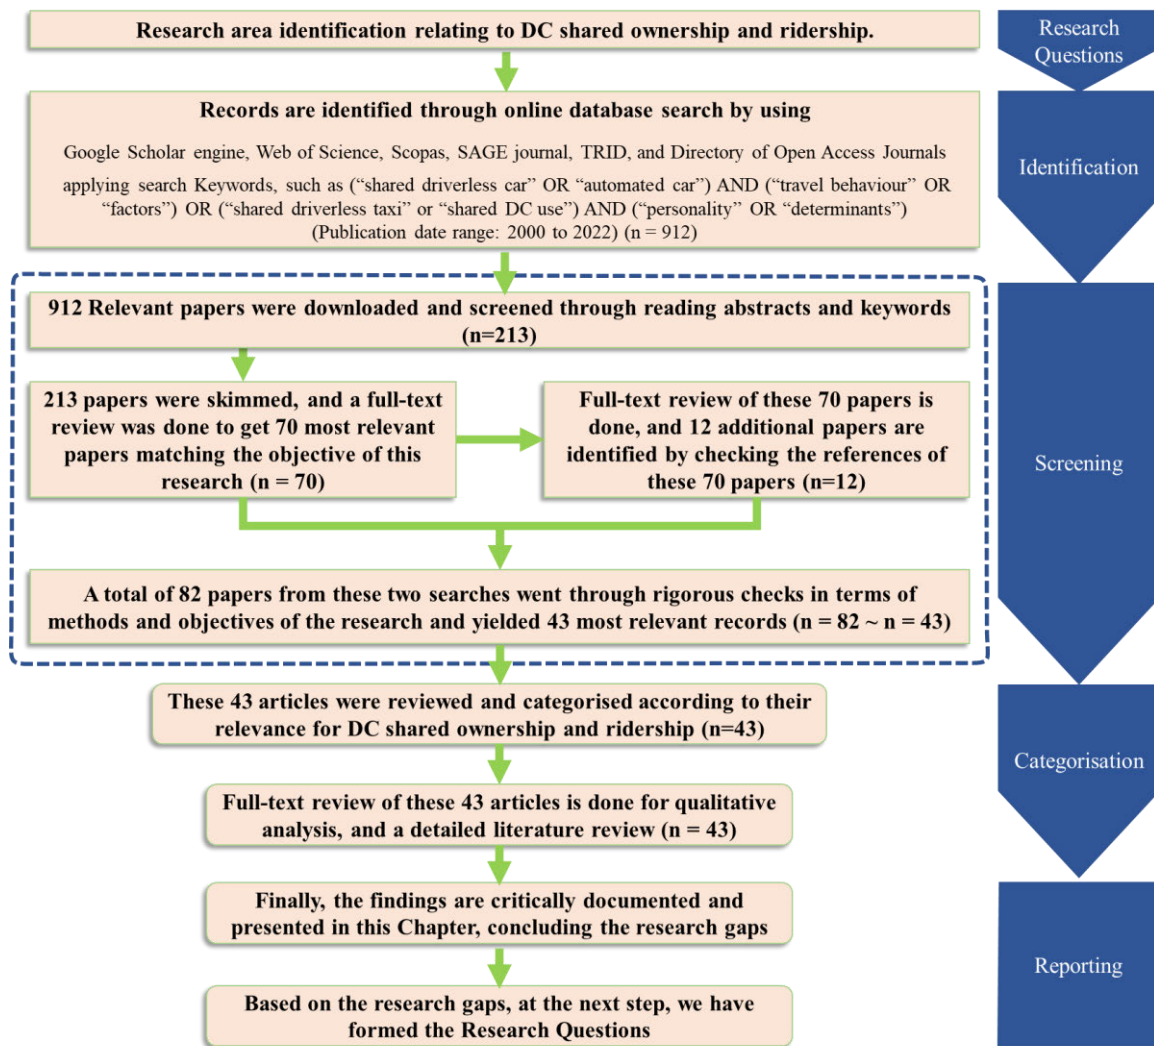 Research area identification relating to DC shared ownership and ridership.
Research
Questions
Records are identified through online database search by using
Google Scholar engine, Web of Science, Scopas, SAGE journal, TRID, and Directory of Open Access Journals
applying search Keywords, such as (“shared driverless car” OR “automated car”) AND (“travel behaviour” OR
“factors”) OR (“shared driverless taxi” or “shared DC use”) AND (“personality” OR “determinants”)
(Publication date range: 2000 to 2022) (n = 912)
Identification
912 Relevant papers were downloaded and screened through reading abstracts and keywords
(n=213)
213 papers were skimmed, and a full-text
review was done to get 70 most relevant
papers matching the objective of this
research (n = 70)
Full-text review of these 70 papers is
done, and 12 additional papers are
identified by checking the references of
these 70 papers (n=12)
A total of 82 papers from these two searches went through rigorous checks in terms of
methods and objectives of the research and yielded 43 most relevant records (n = 82 ~ n = 43)
Screening
These 43 articles were reviewed and categorised according to their
relevance for DC shared ownership and ridership (n=43)
Full-text review of these 43 articles is done for qualitative
analysis, and a detailed literature review (n = 43)
Categorisation
Finally, the findings are critically documented and
presented in this Chapter, concluding the research gaps
Based on the research gaps, at the next step, we have
formed the Research Questions
Reporting